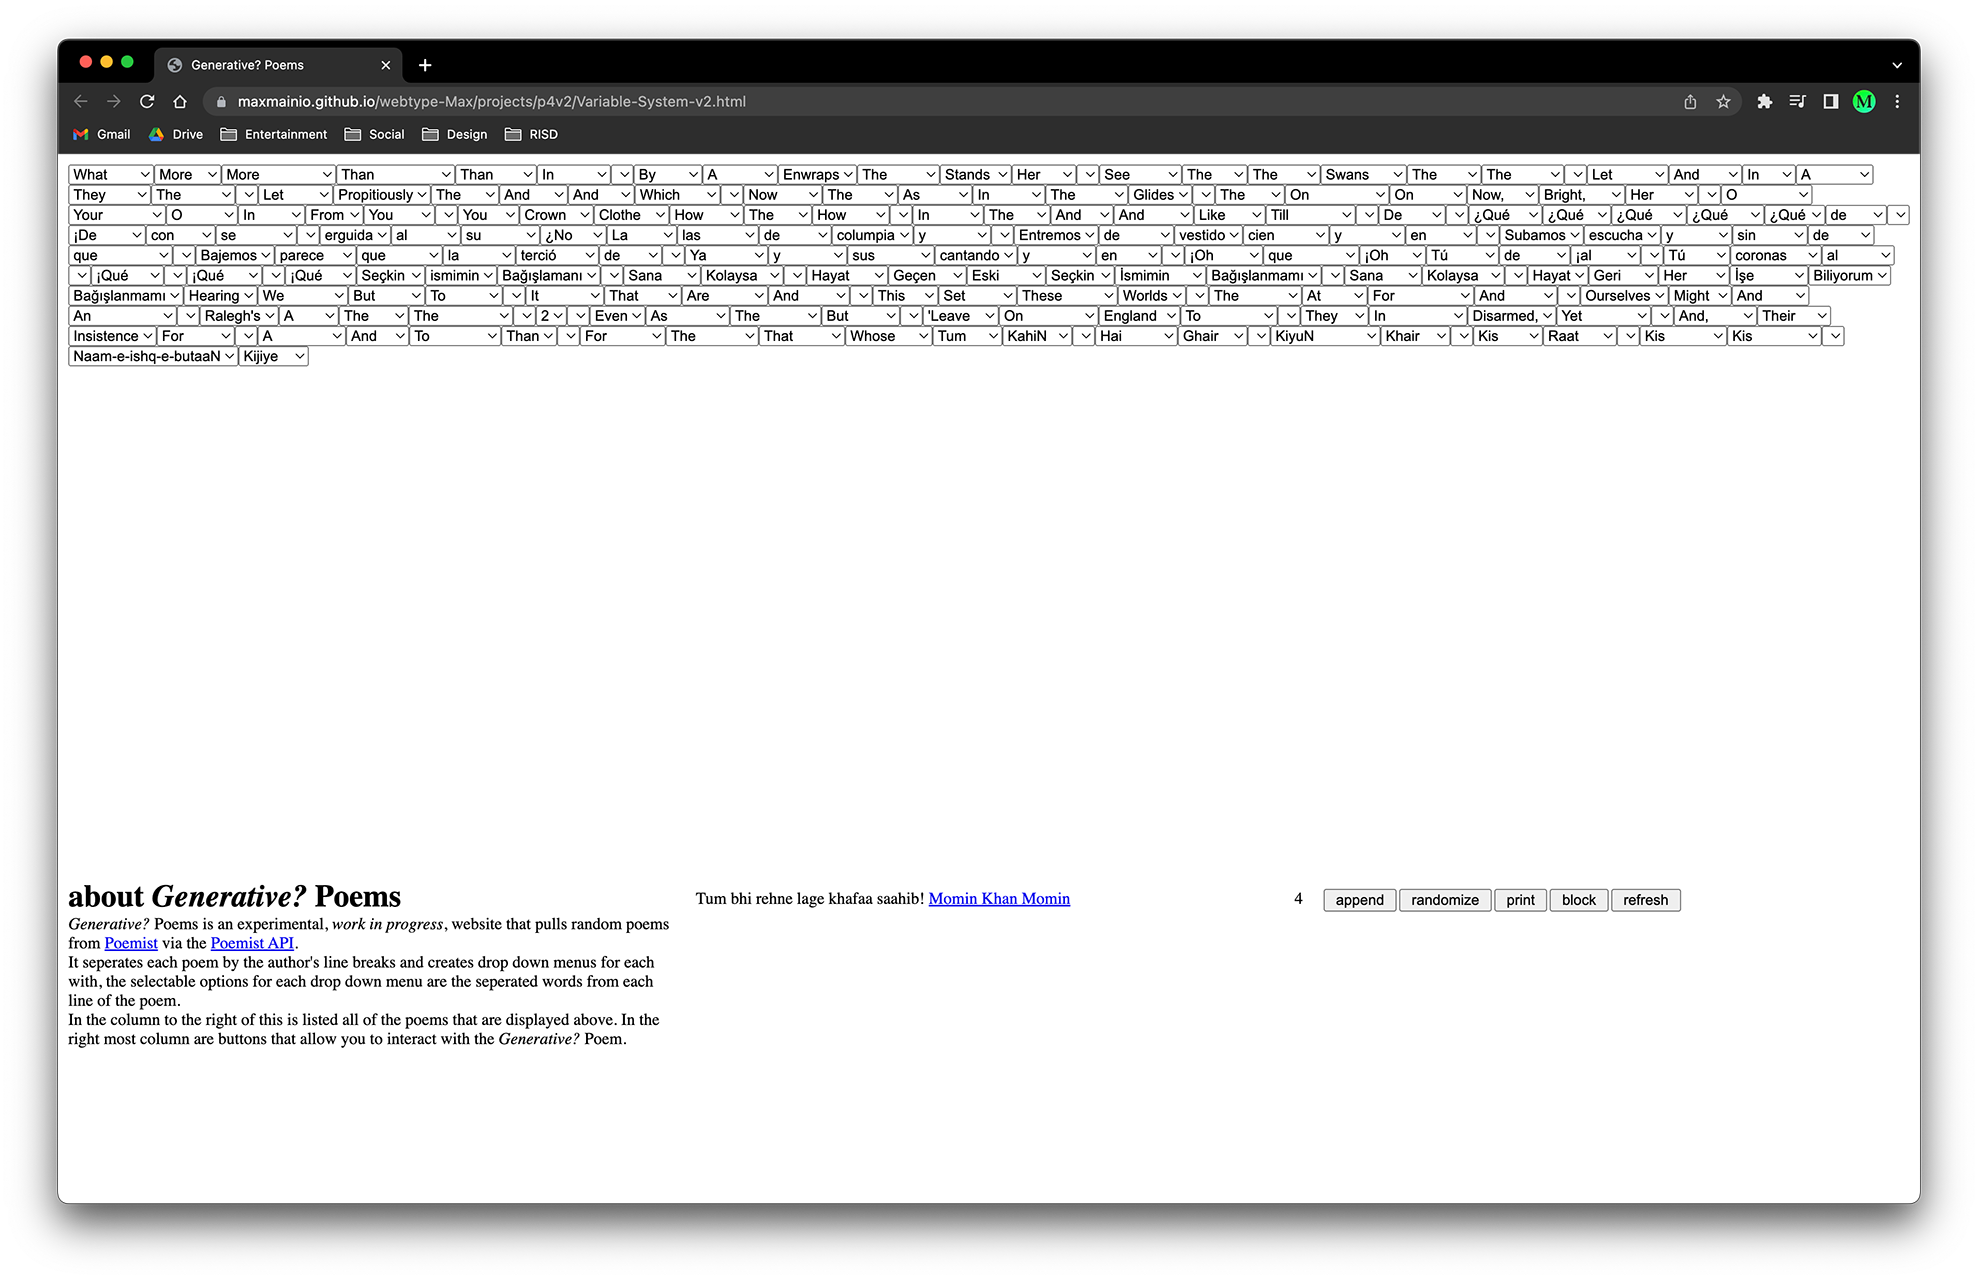 Generative? Poems
maxmainio.github.io/webtype-Max/projects/p4v2/Variable-System-v2.html
M
Gmail Drive Entertainment Social Design RISD
What More More Than Than In By A Enwraps The Stands Her See The The Swans The The Let And In A
They The Let Propitiously The And And Which Now The As In The Glides The On On Now, Bright, Her O
Your O In From You You Crown Clothe How The How In The And And Like Till De ¿Qué ¿Qué ¿Qué ¿Qué ¿Qué de
¡De con se erguida al su ¿No La las de columpia y Entremos de vestido cien y en Subamos escucha y sin de
que Bajemos parece que la terció de Ya y sus cantando y en ¡Oh que ¡Oh Tú de ¡al Tú coronas al
¡Qué ¡Qué ¡Qué Seçkin ismimin Bağışlamanı Sana Kolaysa Hayat Geçen Eski Seçkin İsmimin Bağışlanmamı Sana Kolaysa Hayat Geri Her İşe Biliyorum
Bağışlanmamı Hearing We But To It That Are And This Set These Worlds The At For And Ourselves Might And
An Ralegh's A The The 2 Even As The But 'Leave On England To They In Disarmed, Yet And, Their
Insistence For A And To Than For The That Whose Tum KahiN Hai Ghair KiyuN Khair Kis Raat Kis Kis
Naam-e-ishq-e-butaaN Kijiye
about Generative? Poems
Generative? Poems is an experimental, work in progress, website that pulls random poems
from Poemist via the Poemist API.
It seperates each poem by the author's line breaks and creates drop down menus for each
with, the selectable options for each drop down menu are the seperated words from each
line of the poem.
In the column to the right of this is listed all of the poems that are displayed above. In the
right most column are buttons that allow you to interact with the Generative? Poem.
Tum bhi rehne lage khafaa saahib! Momin Khan Momin
4 append randomize print block refresh